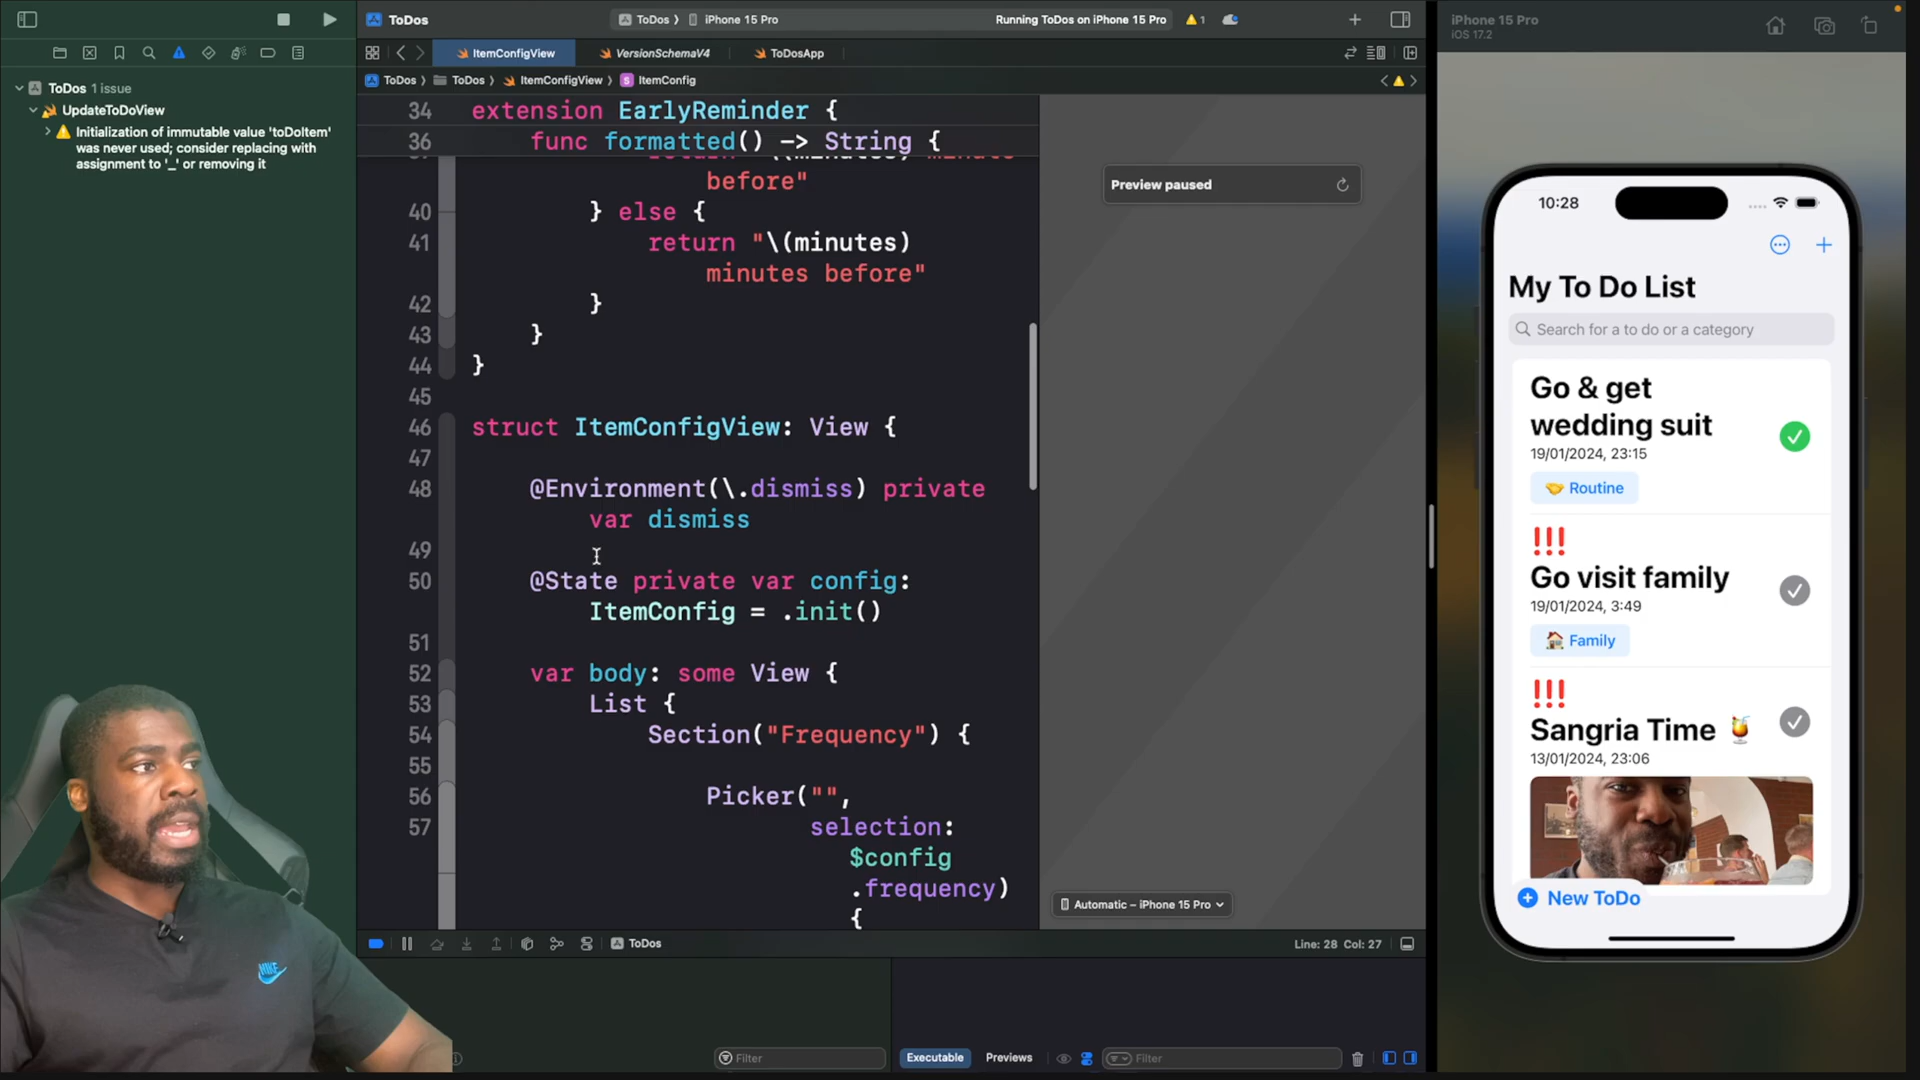 ToDos
ToDos
iPhone 15 Pro
Running ToDos on iPhone 15 Pro
1
iPhone 15 Pro
iOS 17.2
ItemConfigView
VersionSchemaV4
ToDosApp
ToDos
ToDos
ItemConfigView
ItemConfig
ToDos 1 issue
UpdateToDoView
Initialization of immutable value 'toDoItem'
was never used; consider replacing with
assignment to '_' or removing it
34 extension EarlyReminder {
36 func formatted() -> String {
return "\(minutes) minute
before"
40 } else {
41 return "\(minutes)
minutes before"
42 }
43 }
44 }
45
46 struct ItemConfigView: View {
47
48 @Environment(\.dismiss) private
var dismiss
49
50 @State private var config:
ItemConfig = .init()
51
52 var body: some View {
53 List {
54 Section("Frequency") {
55
56 Picker("",
57 selection:
$config
.frequency)
{
Preview paused
Automatic – iPhone 15 Pro
ToDos
Line: 28 Col: 27
Filter
Executable
Previews
Filter
10:28
My To Do List
Search for a to do or a category
Go & get
wedding suit
19/01/2024, 23:15
🤝 Routine
!!!
Go visit family
19/01/2024, 3:49
🏠 Family
!!!
Sangria Time 🍹
13/01/2024, 23:06
New ToDo
NIKE